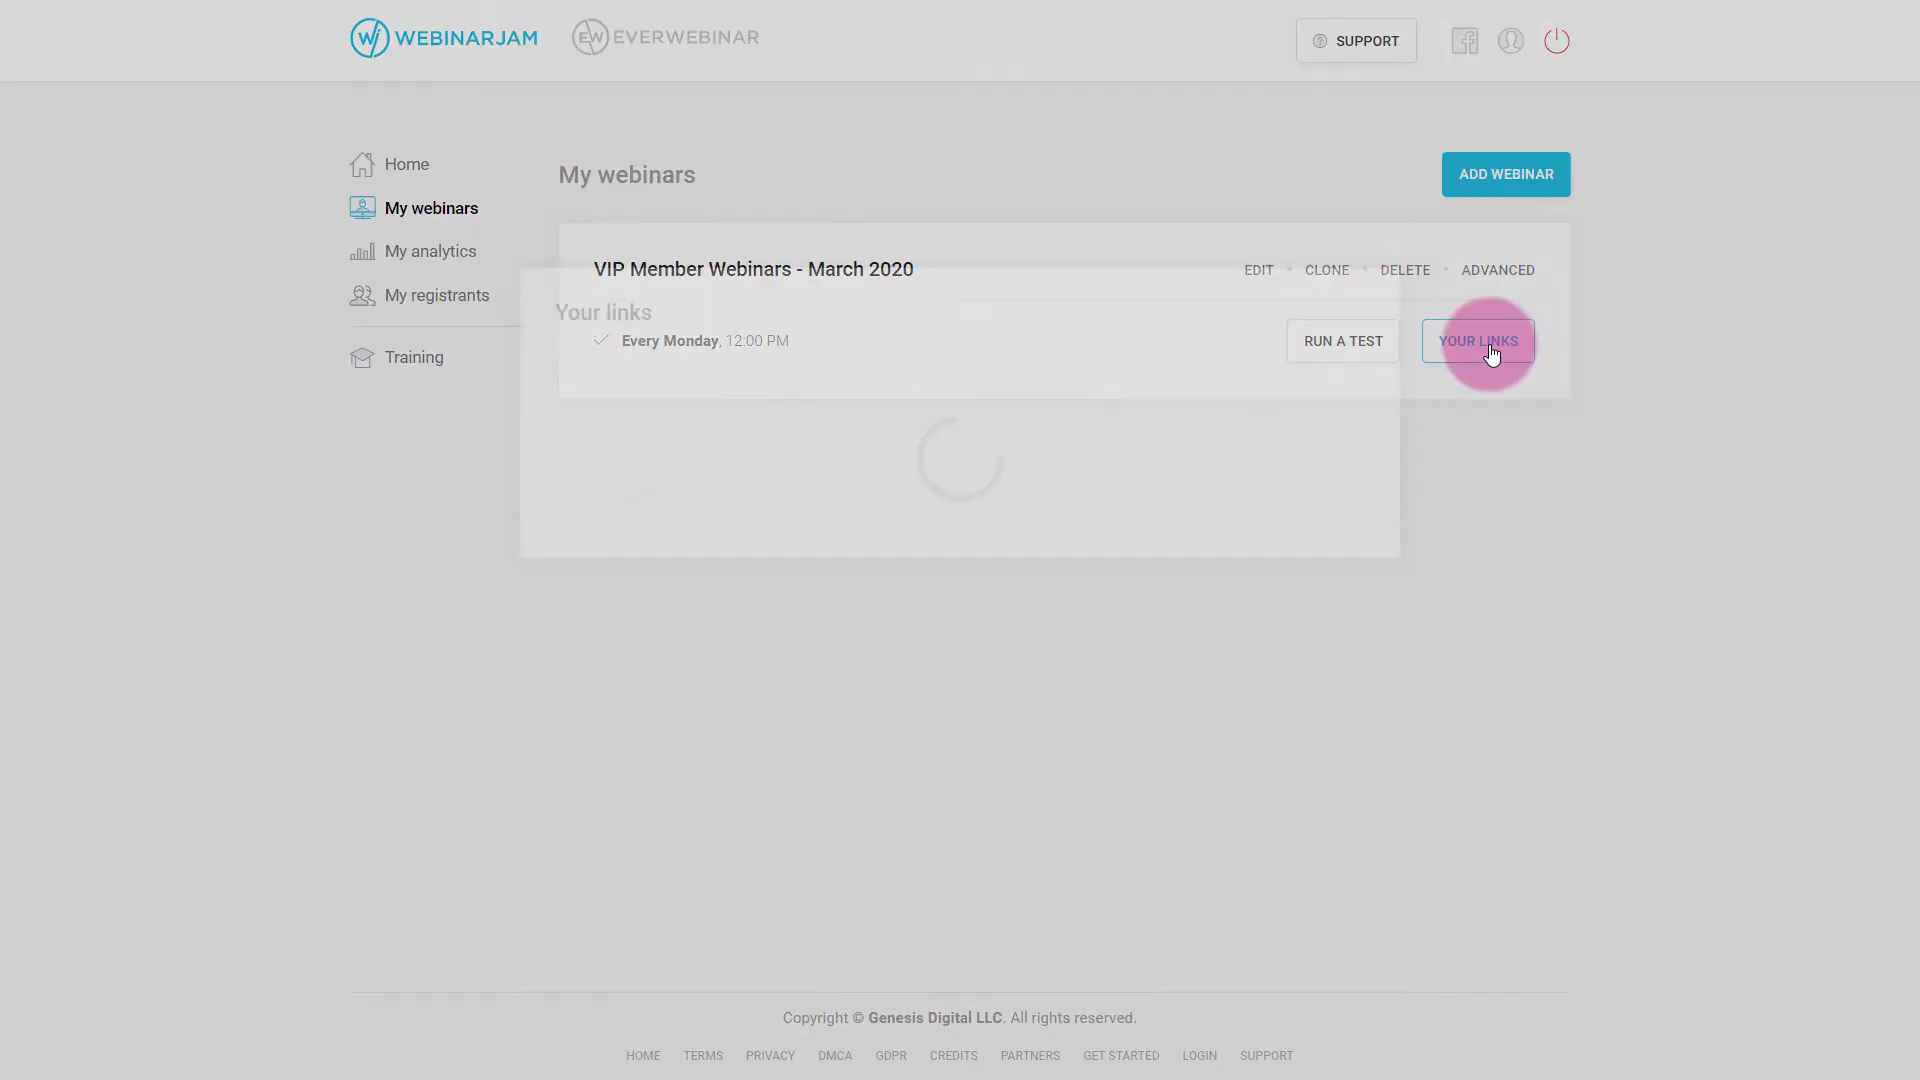 WEBINARJAM EVERWEBINAR SUPPORT
Home
My webinars
My analytics
My registrants
Training
My webinars
ADD WEBINAR
VIP Member Webinars - March 2020
EDIT • CLONE • DELETE • ADVANCED
Your links
Every Monday, 12:00 PM
RUN A TEST
YOUR LINKS
Copyright © Genesis Digital LLC. All rights reserved.
HOME TERMS PRIVACY DMCA GDPR CREDITS PARTNERS GET STARTED LOGIN SUPPORT